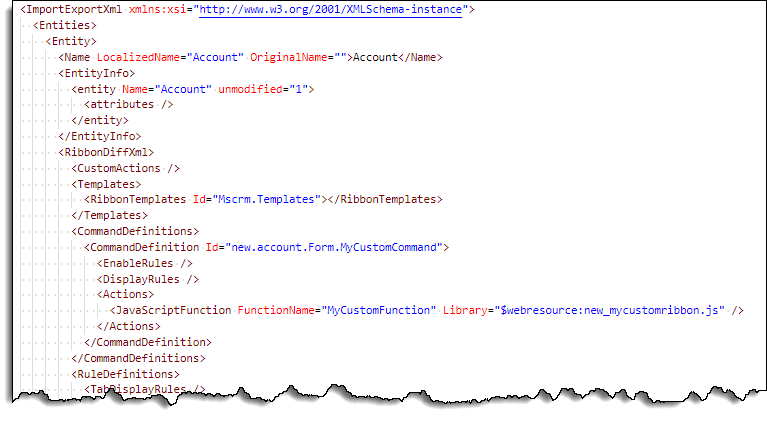 <ImportExportXml xmlns:xsi="http://www.w3.org/2001/XMLSchema-instance">
<Entities>
<Entity>
<Name LocalizedName="Account" OriginalName="">Account</Name>
<EntityInfo>
<entity Name="Account" unmodified="1">
<attributes />
</entity>
</EntityInfo>
<RibbonDiffXml>
<CustomActions />
<Templates>
<RibbonTemplates Id="Mscrm.Templates"></RibbonTemplates>
</Templates>
<CommandDefinitions>
<CommandDefinition Id="new.account.Form.MyCustomCommand">
<EnableRules />
<DisplayRules />
<Actions>
<JavaScriptFunction FunctionName="MyCustomFunction" Library="$webresource:new_mycustomribbon.js" />
</Actions>
</CommandDefinition>
</CommandDefinitions>
<RuleDefinitions>
<TabDisplayRules />